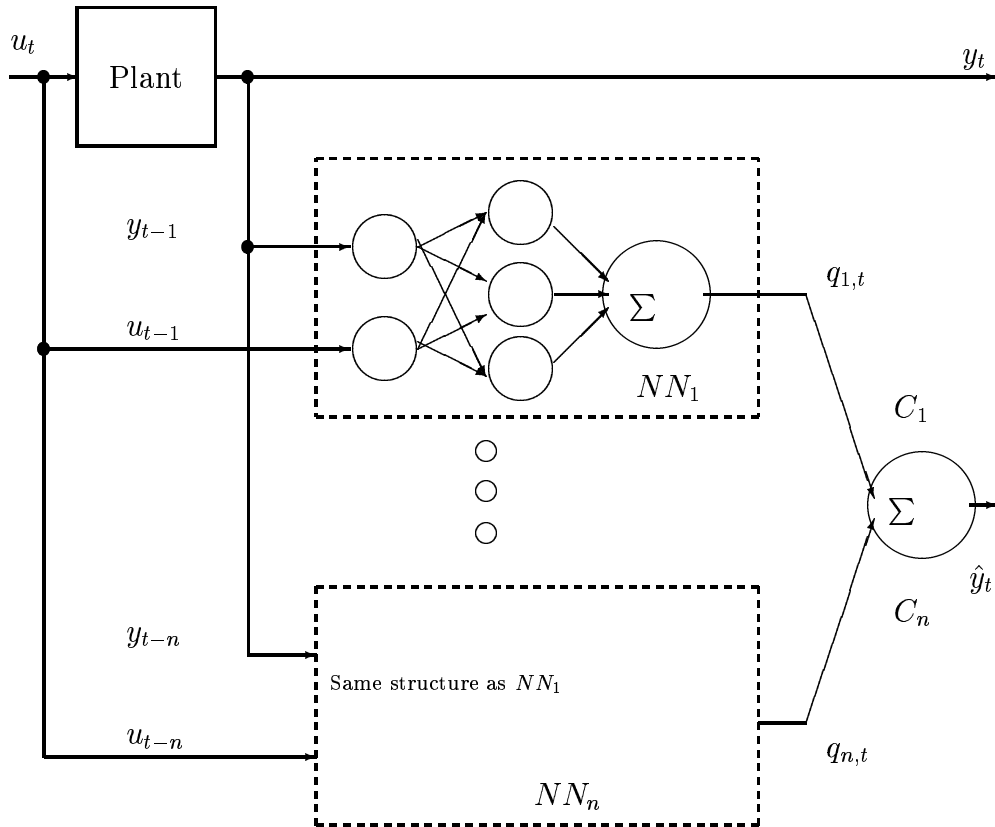 u_t
Plant
y_t
y_{t-1}
u_{t-1}
Σ
NN_1
q_{1,t}
C_1
Σ
ŷ_t
C_n
y_{t-n}
Same structure as NN_1
u_{t-n}
q_{n,t}
NN_n